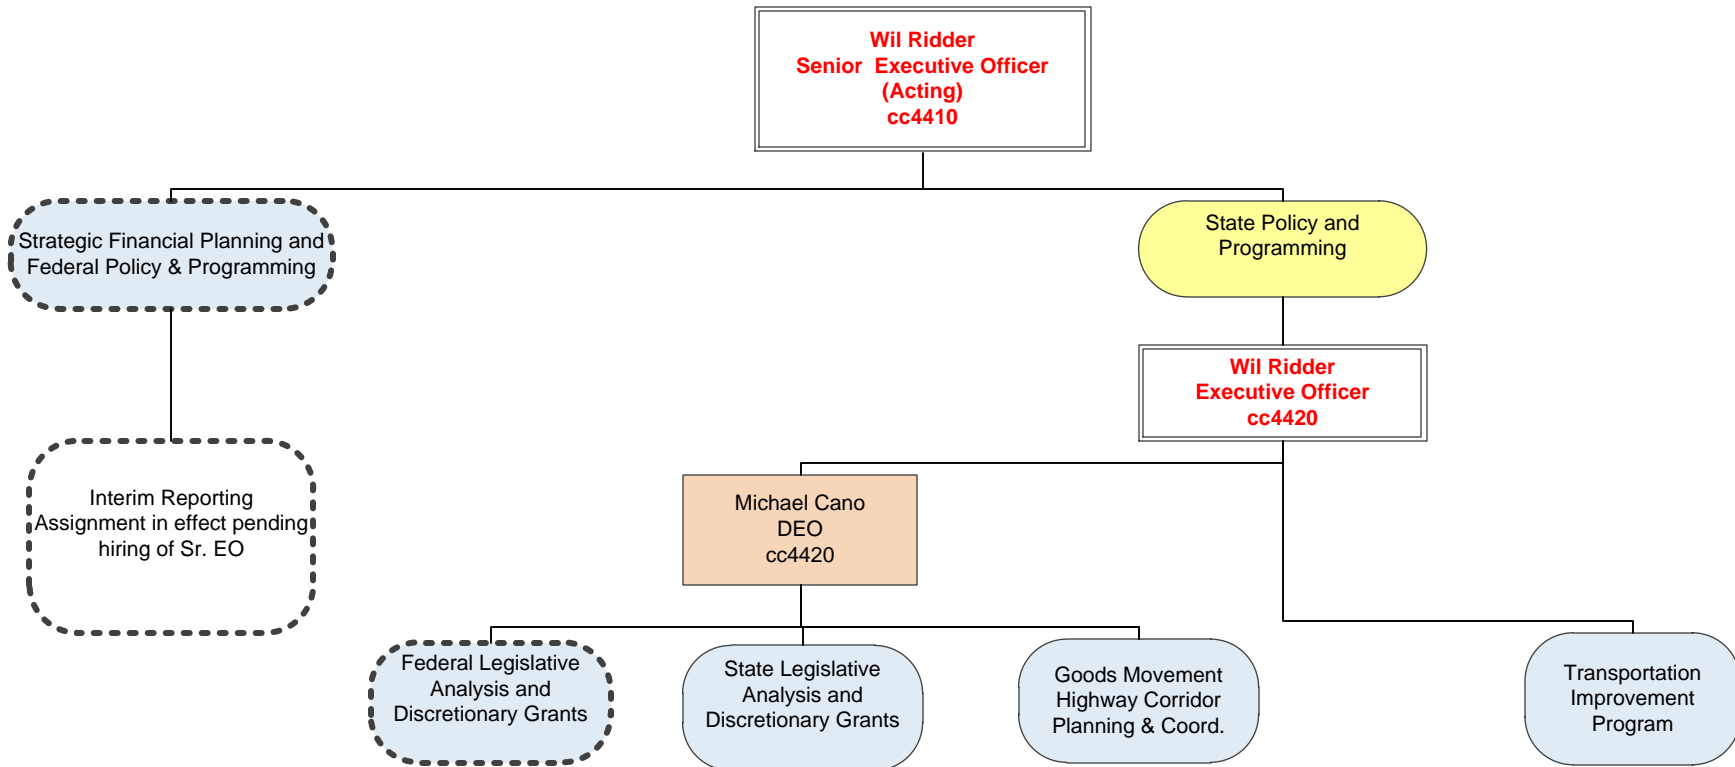 Wil Ridder
Senior  Executive Officer
(Acting)
cc4410
Strategic Financial Planning and
Federal Policy & Programming
State Policy and
Programming
Wil Ridder
Executive Officer
cc4420
Interim Reporting
Assignment in effect pending
hiring of Sr. EO
Michael Cano
DEO
cc4420
Federal Legislative
Analysis and
Discretionary Grants
State Legislative
Analysis and
Discretionary Grants
Goods Movement
Highway Corridor
Planning & Coord.
Transportation
Improvement
Program